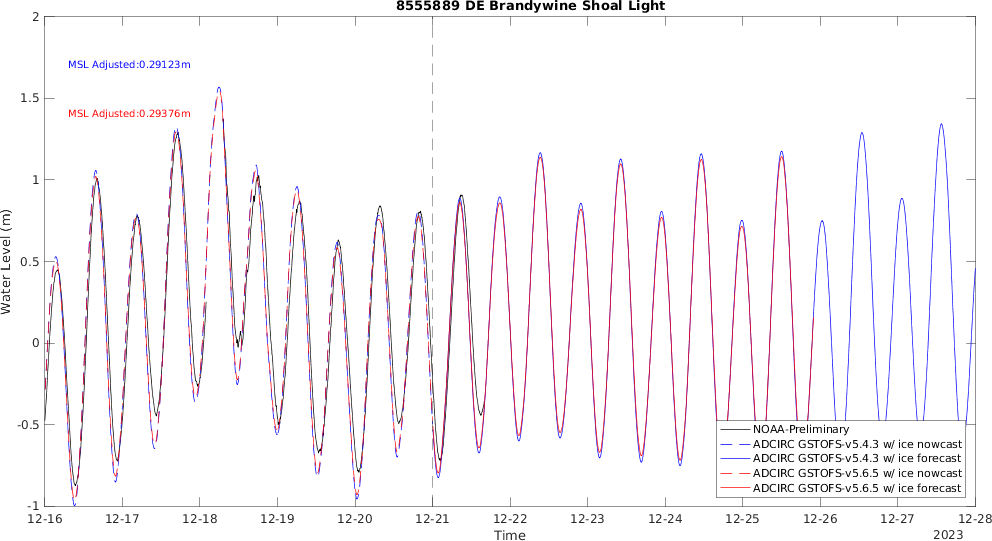 8555889 DE Brandywine Shoal Light
MSL Adjusted:0.29123m
MSL Adjusted:0.29376m
Water Level (m)
2
1.5
1
0.5
0
-0.5
-1
NOAA-Preliminary
ADCIRC GSTOFS-v5.4.3 w/ ice nowcast
ADCIRC GSTOFS-v5.4.3 w/ ice forecast
ADCIRC GSTOFS-v5.6.5 w/ ice nowcast
ADCIRC GSTOFS-v5.6.5 w/ ice forecast
12-16 12-17 12-18 12-19 12-20 12-21 12-22 12-23 12-24 12-25 12-26 12-27 12-28
Time
2023